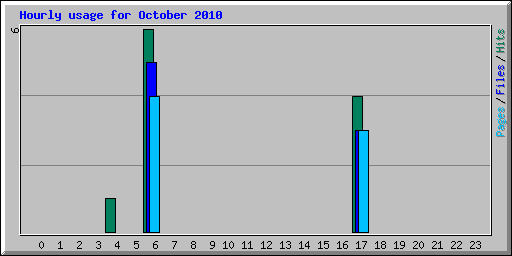 Hourly usage for October 2010
6
Pages/Files/Hits
0 1 2 3 4 5 6 7 8 9 10 11 12 13 14 15 16 17 18 19 20 21 22 23